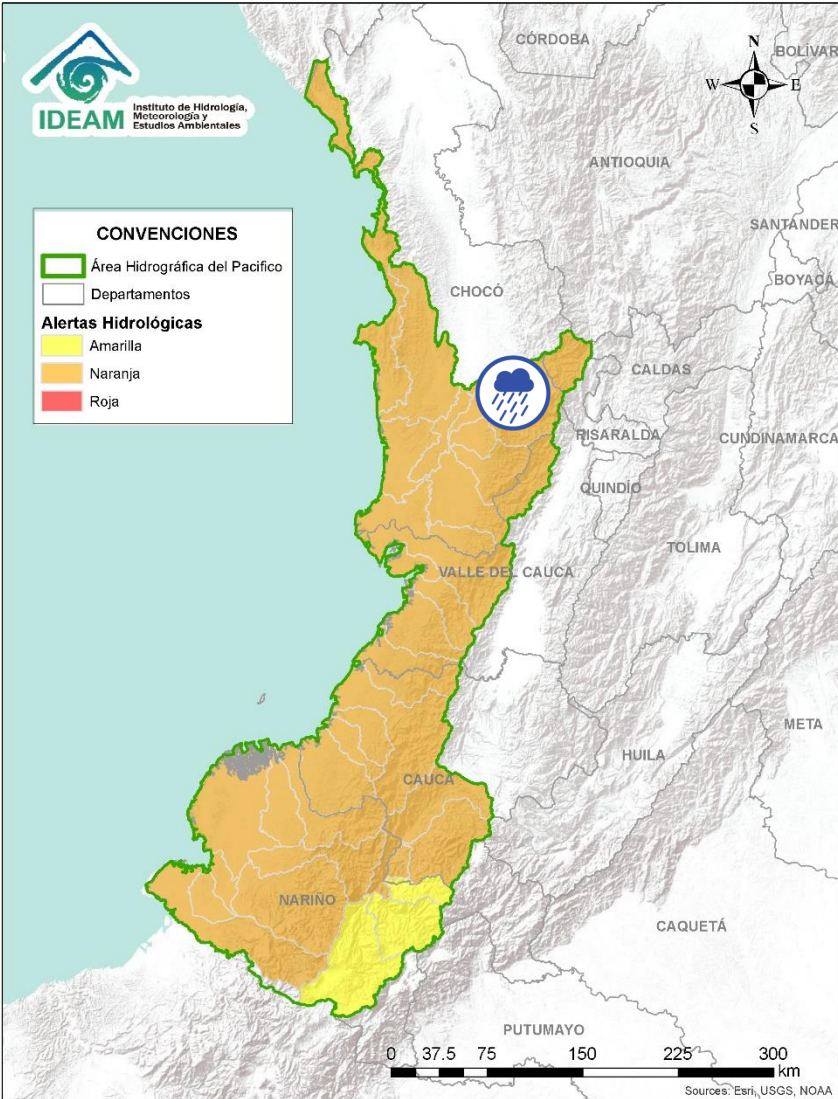 IDEAM
Instituto de Hidrología,
Meteorología y
Estudios Ambientales
CONVENCIONES
Área Hidrográfica del Pacifico
Departamentos
Alertas Hidrológicas
Amarilla
Naranja
Roja
N
W
E
S
CÓRDOBA
BOLÍVAR
ANTIOQUIA
SANTANDER
BOYACÁ
CHOCÓ
CALDAS
RISARALDA
CUNDINAMARCA
QUINDÍO
TOLIMA
VALLE DEL CAUCA
META
HUILA
CAUCA
NARIÑO
CAQUETÁ
PUTUMAYO
0 37.5 75 150 225 300
km
Sources: Esri, USGS, NOAA